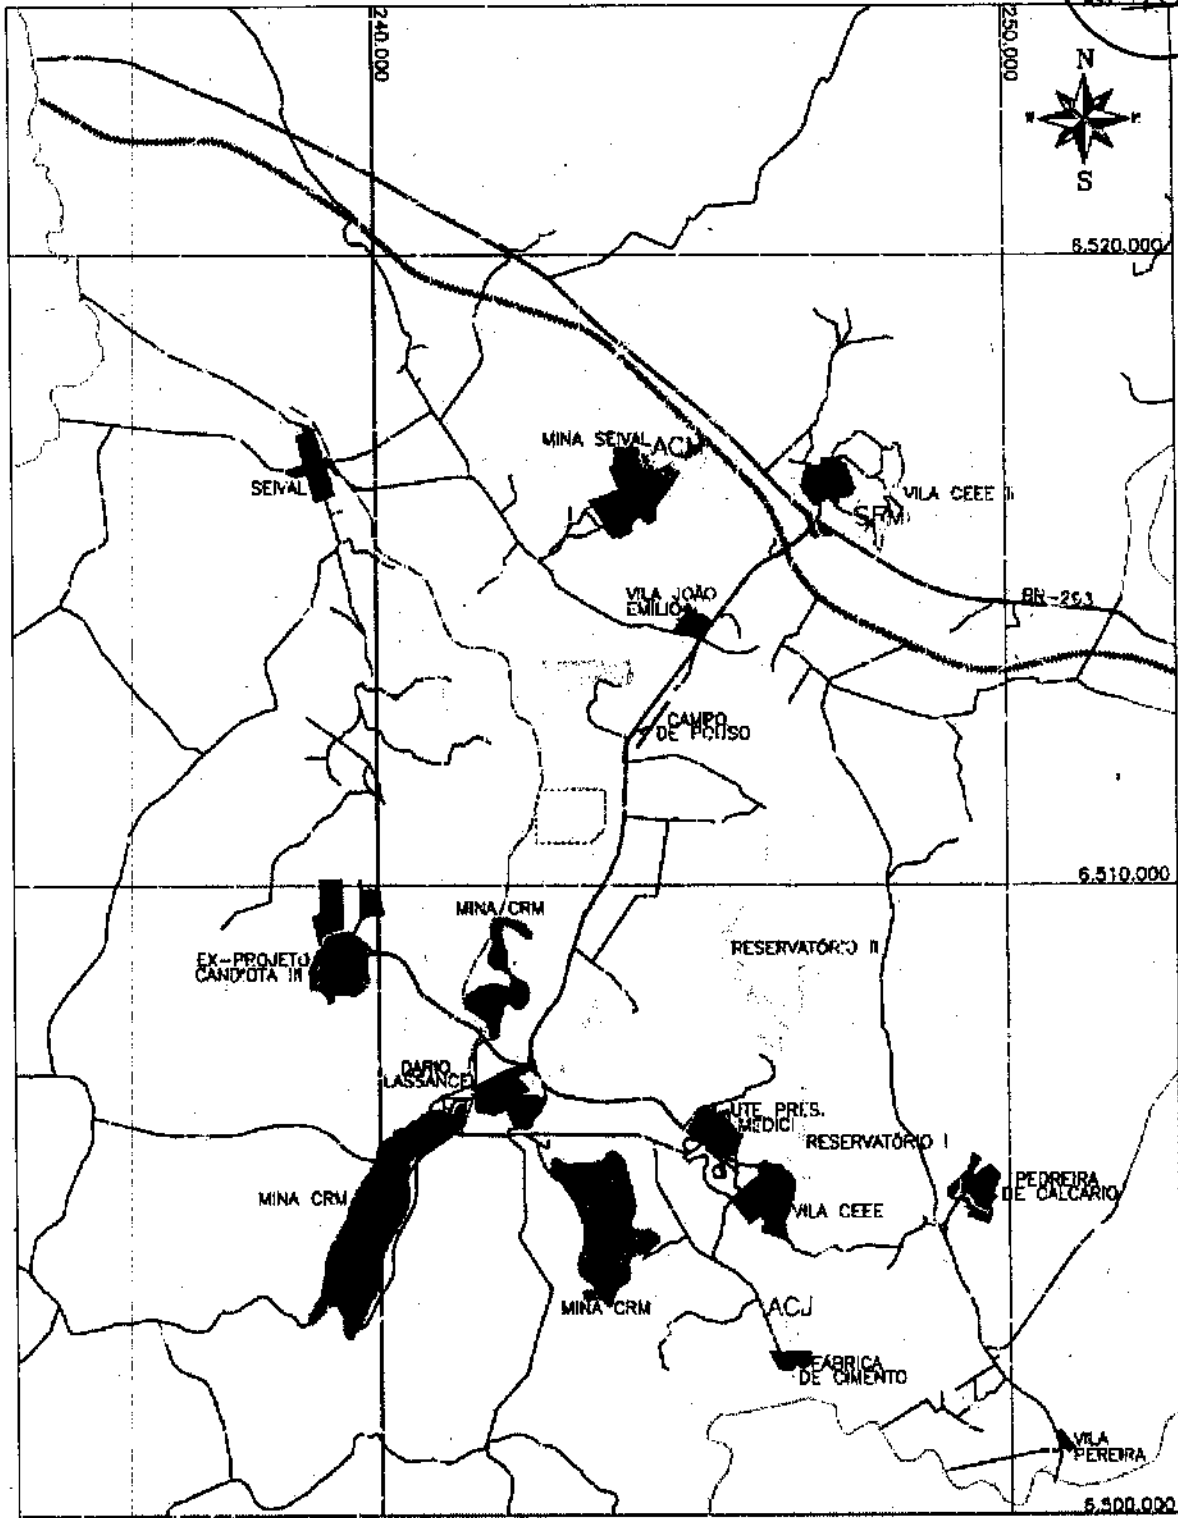 240.000
250.000
N
S
6.520.000
MINA SEIVAL
ACJ
SEIVAL
VILA CEEE II
SFM
VILA JOÃO
EMILIO
BR-293
CAMPO
DE POUSO
6.510.000
MINA CRM
RESERVATÓRIO II
EX-PROJETO
CANDIOTA III
DARIO
LASSANCE
UTE PRES.
MEDICI
RESERVATÓRIO I
PEDREIRA
DE CALCARIO
MINA CRM
VILA CEEE
MINA CRM
ACJ
FÁBRICA
DE CIMENTO
VILA
PEREIRA
6.500.000